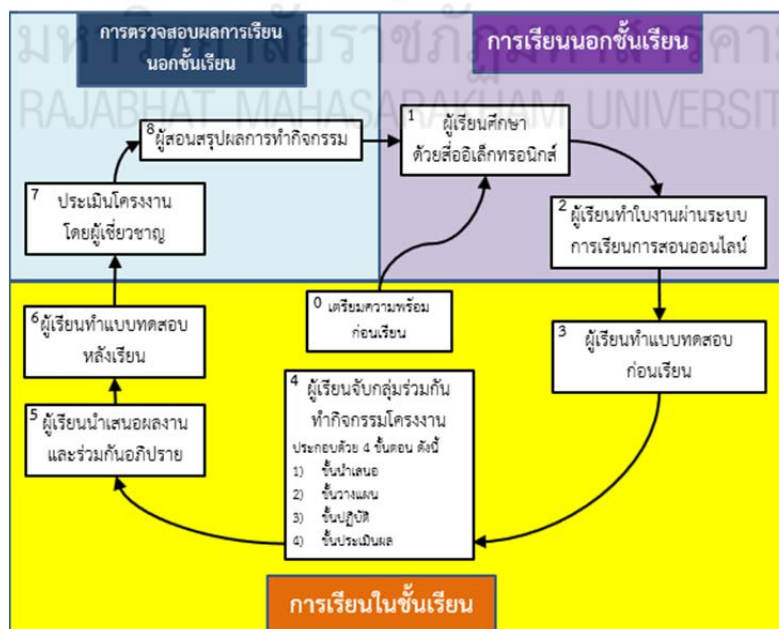 มหาวิทยาลัยราชภัฏมหาสารคาม
RAJABHAT MAHASARAKHAM UNIVERSIT
การตรวจสอบผลการเรียน
นอกชั้นเรียน
การเรียนนอกชั้นเรียน
8 ผู้สอนสรุปผลการทำกิจกรรม
1 ผู้เรียนศึกษา
ด้วยสื่ออิเล็กทรอนิกส์
7 ประเมินโครงงาน
โดยผู้เชี่ยวชาญ
2 ผู้เรียนทำใบงานผ่านระบบ
การเรียนการสอนออนไลน์
0 เตรียมความพร้อม
ก่อนเรียน
6 ผู้เรียนทำแบบทดสอบ
หลังเรียน
3 ผู้เรียนทำแบบทดสอบ
ก่อนเรียน
4 ผู้เรียนจับกลุ่มร่วมกัน
ทำกิจกรรมโครงงาน
ประกอบด้วย 4 ขั้นตอน ดังนี้
1) ขั้นนำเสนอ
2) ขั้นวางแผน
3) ขั้นปฏิบัติ
4) ขั้นประเมินผล
5 ผู้เรียนนำเสนอผลงาน
และร่วมกันอภิปราย
การเรียนในชั้นเรียน